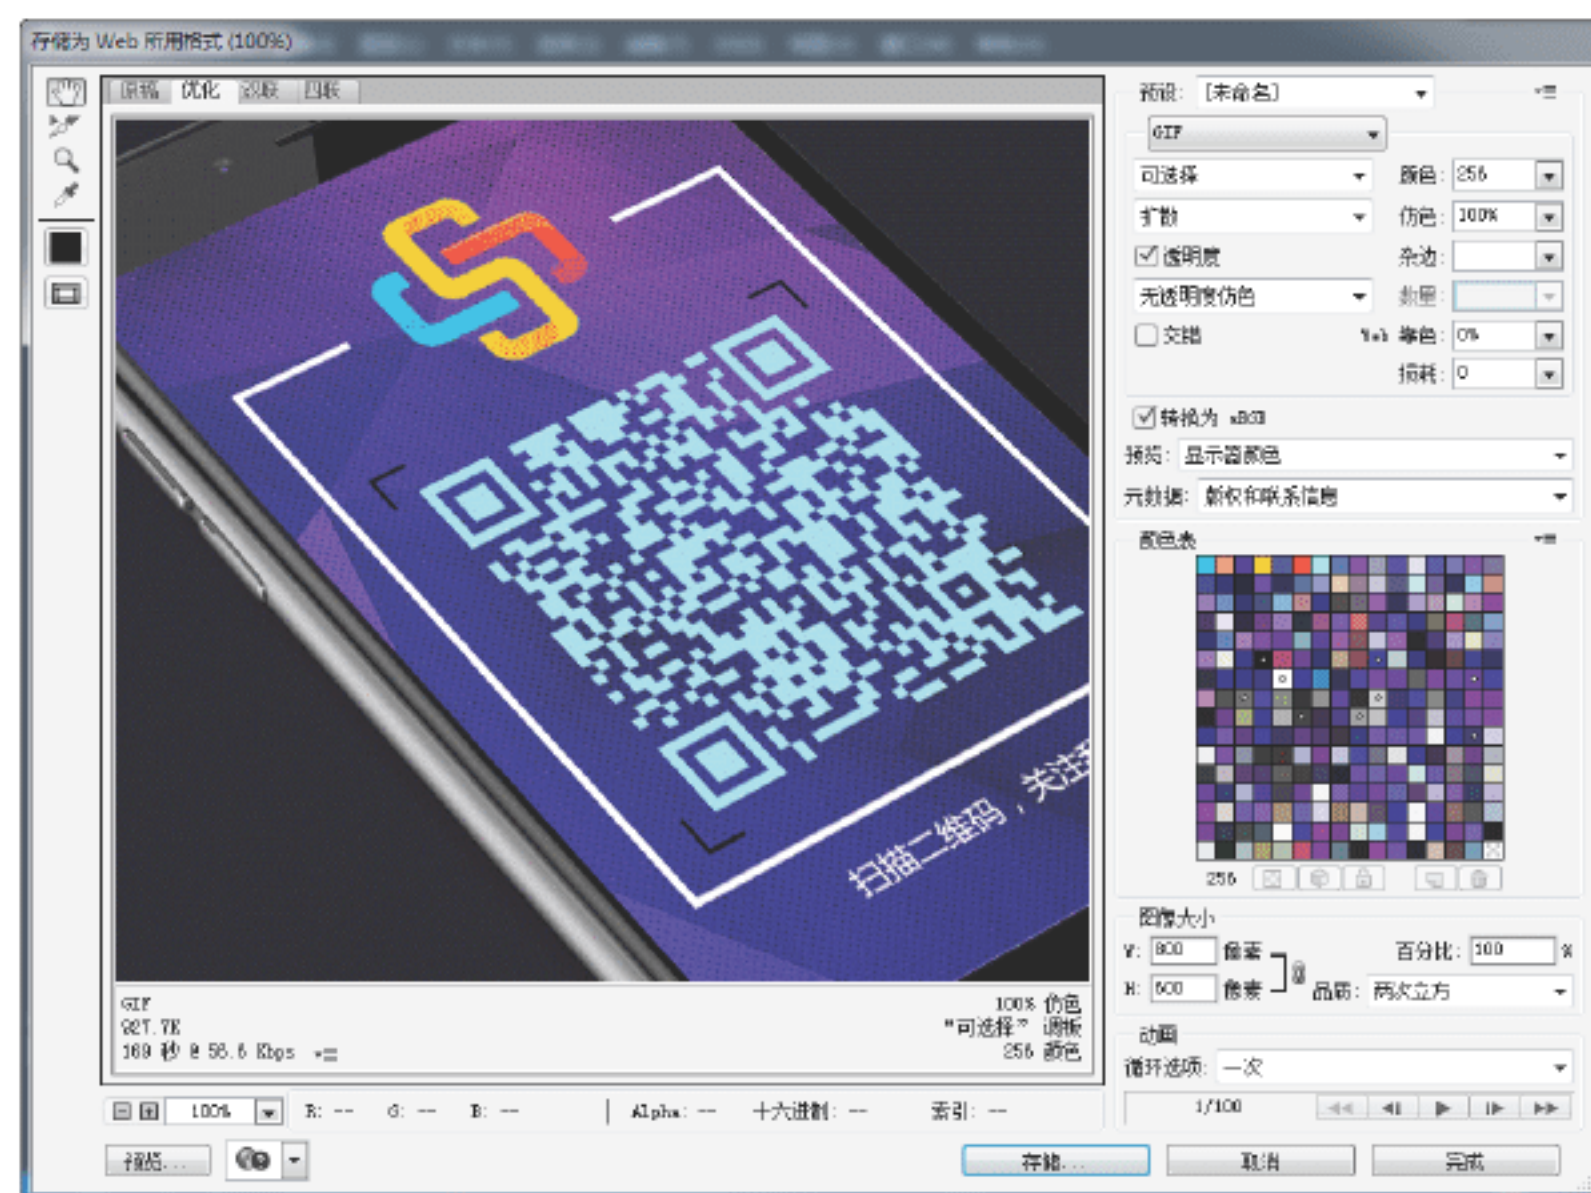 存储为 Web 所用格式 (100%)
原稿 优化 双联 四联
预设: [未命名]
GIF
可选择 颜色: 256
扩散 仿色: 100%
透明度 杂边:
无透明度仿色 数量:
交错 Web 靠色: 0%
损耗: 0
转换为 sRGB
预览: 显示器颜色
元数据: 版权和联系信息
颜色表
256
扫描二维码，关注
图像大小
W: 800 像素 百分比: 100 %
H: 600 像素 品质: 两次立方
动画
循环选项: 一次
1/100
GIF 100% 仿色
927.7K “可选择” 调板
169 秒 @ 56.6 Kbps 256 颜色
100% R: -- G: -- B: -- Alpha: -- 十六进制: -- 索引: --
预览... 存储... 取消 完成